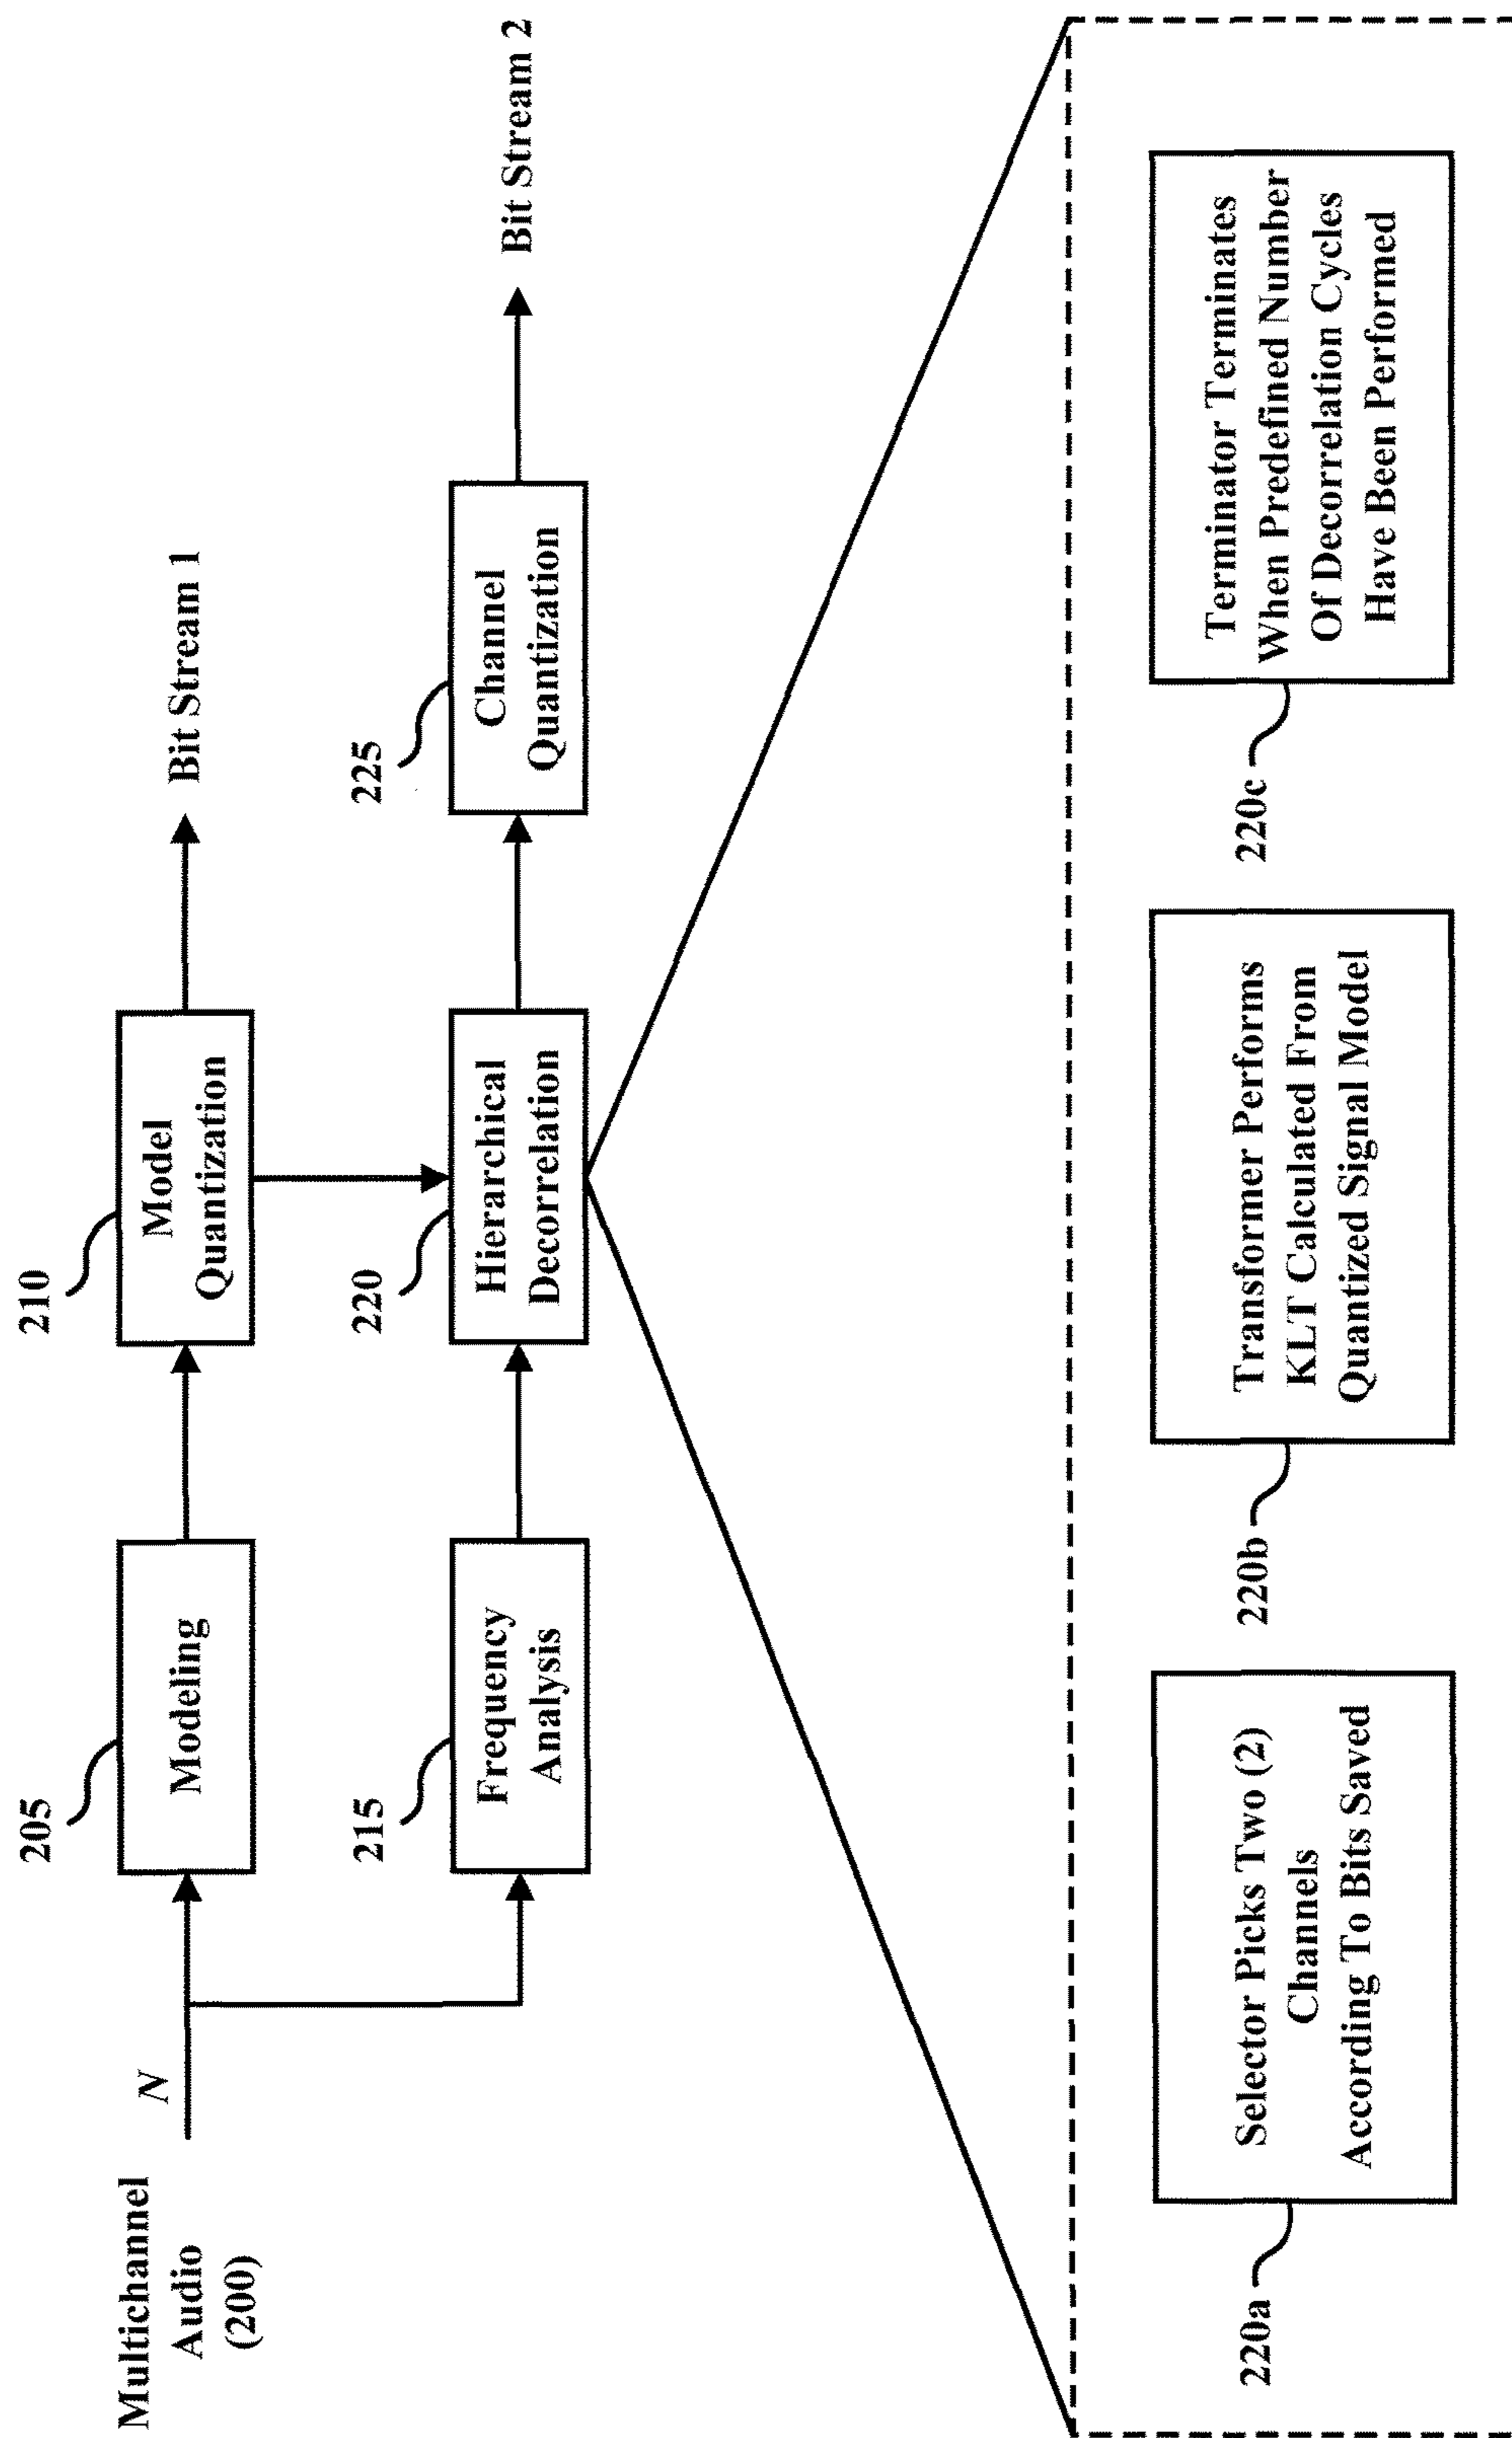 Multichannel
Audio
(200)
N
205
Modeling
210
Model
Quantization
Bit Stream 1
215
Frequency
Analysis
220
Hierarchical
Decorrelation
225
Channel
Quantization
Bit Stream 2
220a
Selector Picks Two (2)
Channels
According To Bits Saved
220b
Transformer Performs
KLT Calculated From
Quantized Signal Model
220c
Terminator Terminates
When Predefined Number
Of Decorrelation Cycles
Have Been Performed